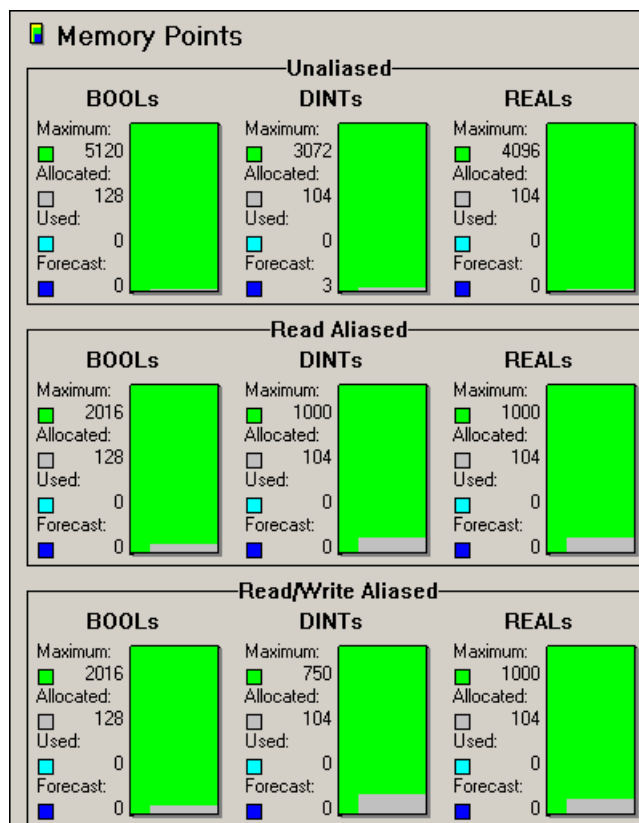 Memory Points
Unaliased
BOOLs DINTs REALs
Maximum: Maximum: Maximum:
5120 3072 4096
Allocated: Allocated: Allocated:
128 104 104
Used: Used: Used:
0 0 0
Forecast: Forecast: Forecast:
0 3 0
Read Aliased
BOOLs DINTs REALs
Maximum: Maximum: Maximum:
2016 1000 1000
Allocated: Allocated: Allocated:
128 104 104
Used: Used: Used:
0 0 0
Forecast: Forecast: Forecast:
0 0 0
Read/Write Aliased
BOOLs DINTs REALs
Maximum: Maximum: Maximum:
2016 750 1000
Allocated: Allocated: Allocated:
128 104 104
Used: Used: Used:
0 0 0
Forecast: Forecast: Forecast:
0 0 0